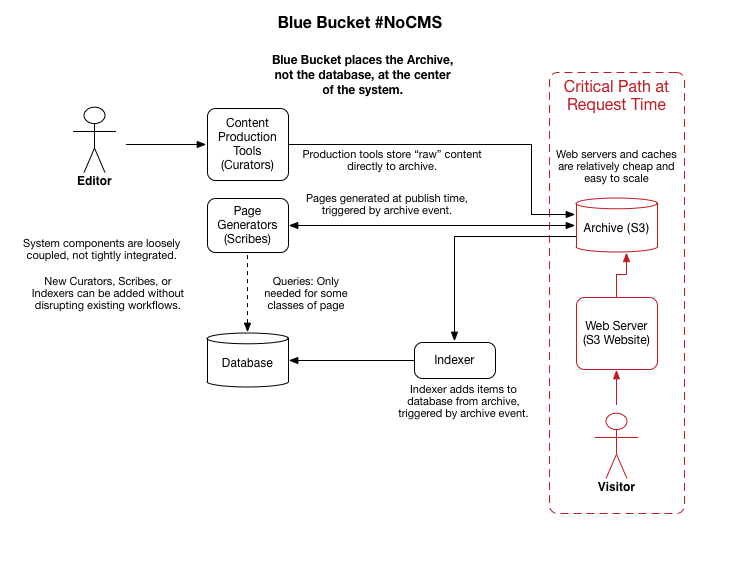 Blue Bucket #NoCMS
Blue Bucket places the Archive,
not the database, at the center
of the system.
Critical Path at
Request Time
Content
Production
Tools
(Curators)
Editor
Production tools store “raw” content
directly to archive.
Web servers and caches
are relatively cheap and
easy to scale
Pages generated at publish time,
triggered by archive event.
Page
Generators
(Scribes)
Archive (S3)
System components are loosely
coupled, not tightly integrated.
New Curators, Scribes, or
Indexers can be added without
disrupting existing workflows.
Queries: Only
needed for some
classes of page
Web Server
(S3 Website)
Database
Indexer
Indexer adds items to
database from archive,
triggered by archive event.
Visitor